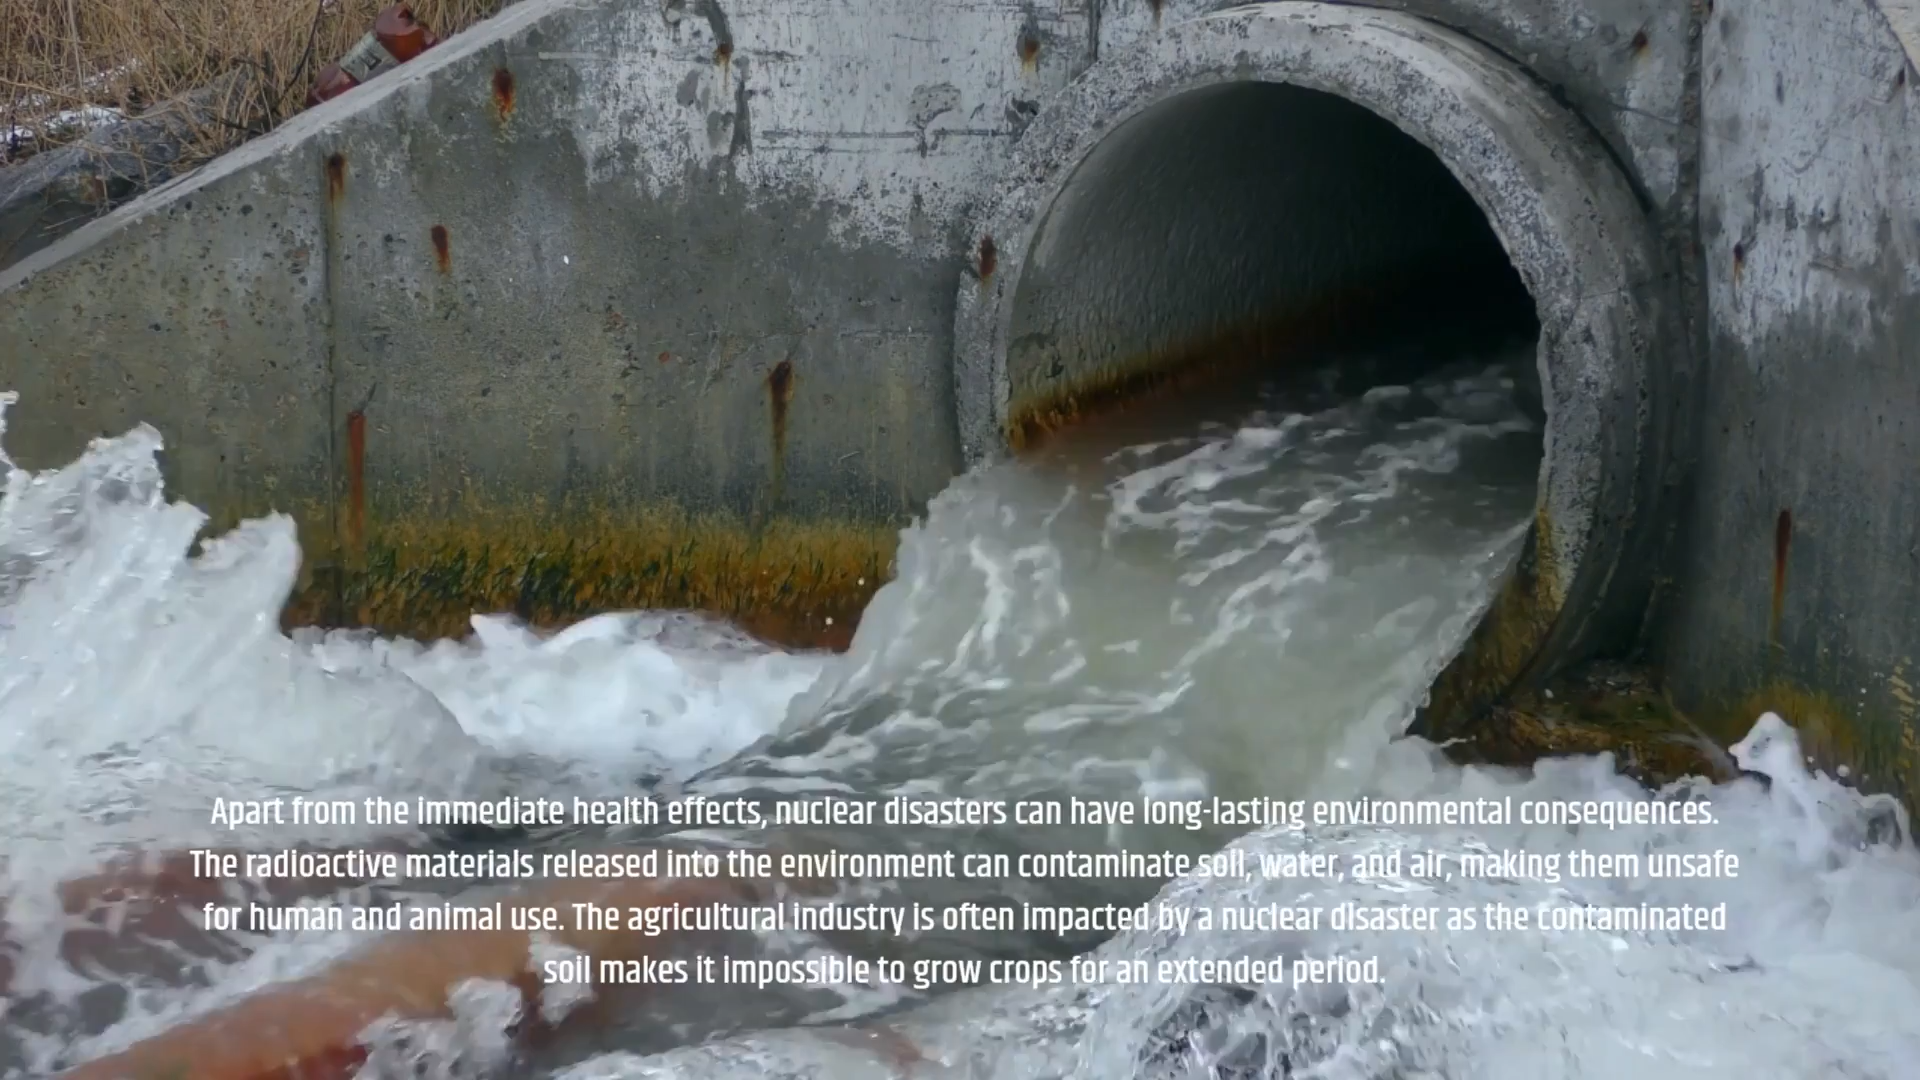 Apart from the immediate health effects, nuclear disasters can have long-lasting environmental consequences.
The radioactive materials released into the environment can contaminate soil, water, and air, making them unsafe
for human and animal use. The agricultural industry is often impacted by a nuclear disaster as the contaminated
soil makes it impossible to grow crops for an extended period.